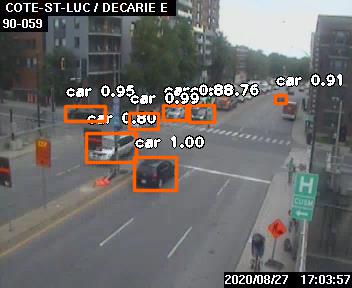 COTE-ST-LUC / DECARIE E
90-059
car 0.95
car 0.99
car 0.88
.76
car 0.91
car 0.80
car 1.00
H
CUSM
2020/08/27 17:03:57